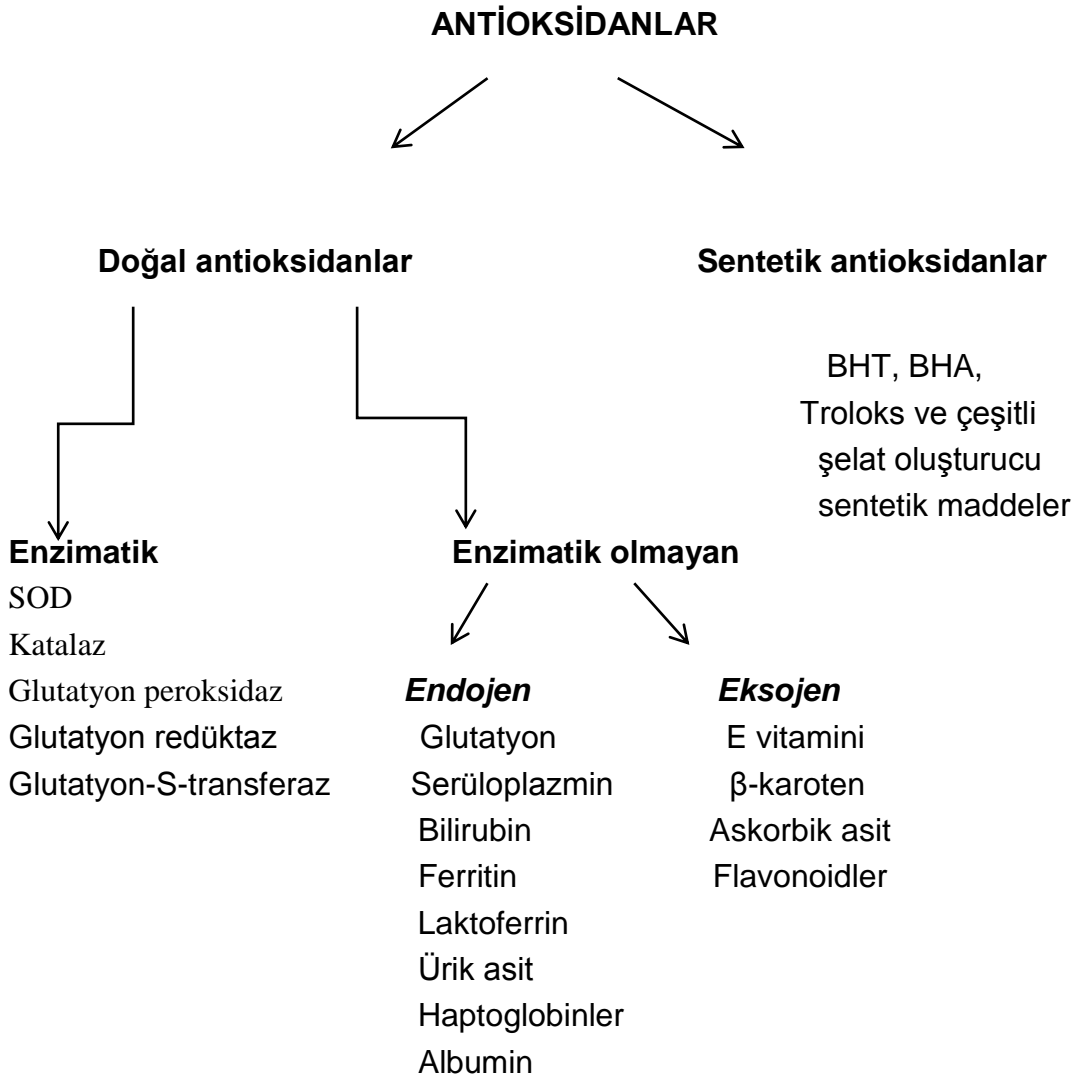 ANTİOKSİDANLAR
Doğal antioksidanlar
Sentetik antioksidanlar
BHT, BHA,
Troloks ve çeşitli
şelat oluşturucu
sentetik maddeler
Enzimatik
SOD
Katalaz
Glutatyon peroksidaz
Glutatyon redüktaz
Glutatyon-S-transferaz
Enzimatik olmayan
Endojen
Glutatyon
Serüloplazmin
Bilirubin
Ferritin
Laktoferrin
Ürik asit
Haptoglobinler
Albumin
Eksojen
E vitamini
β-karoten
Askorbik asit
Flavonoidler